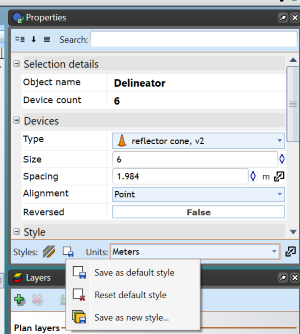 Properties
Search:
Selection details
Object name Delineator
Device count 6
Devices
Type reflector cone, v2
Size 6
Spacing 1.984 m
Alignment Point
Reversed False
Style
Styles: Units: Meters
Layers
Save as default style
Reset default style
Save as new style...
Plan layers